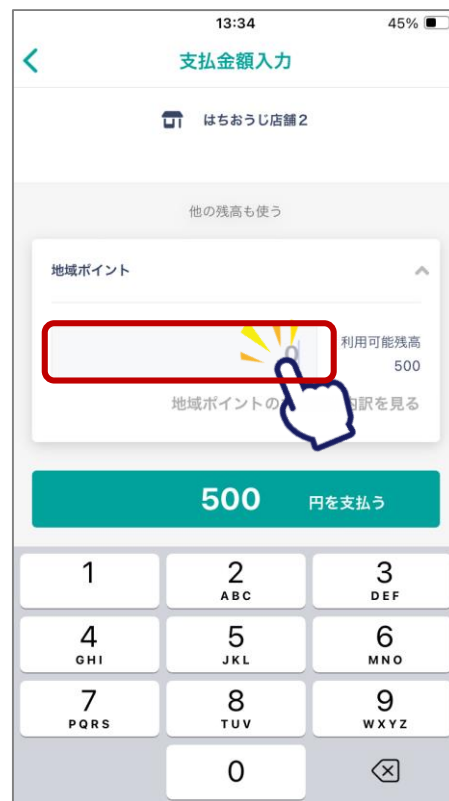 13:34 45%
支払金額入力
はちおうじ店舗2
他の残高も使う
地域ポイント
0 利用可能残高
500
地域ポイントの 内訳を見る
500 円を支払う
1 2 3
ABC DEF
4 5 6
GHI JKL MNO
7 8 9
PQRS TUV WXYZ
0